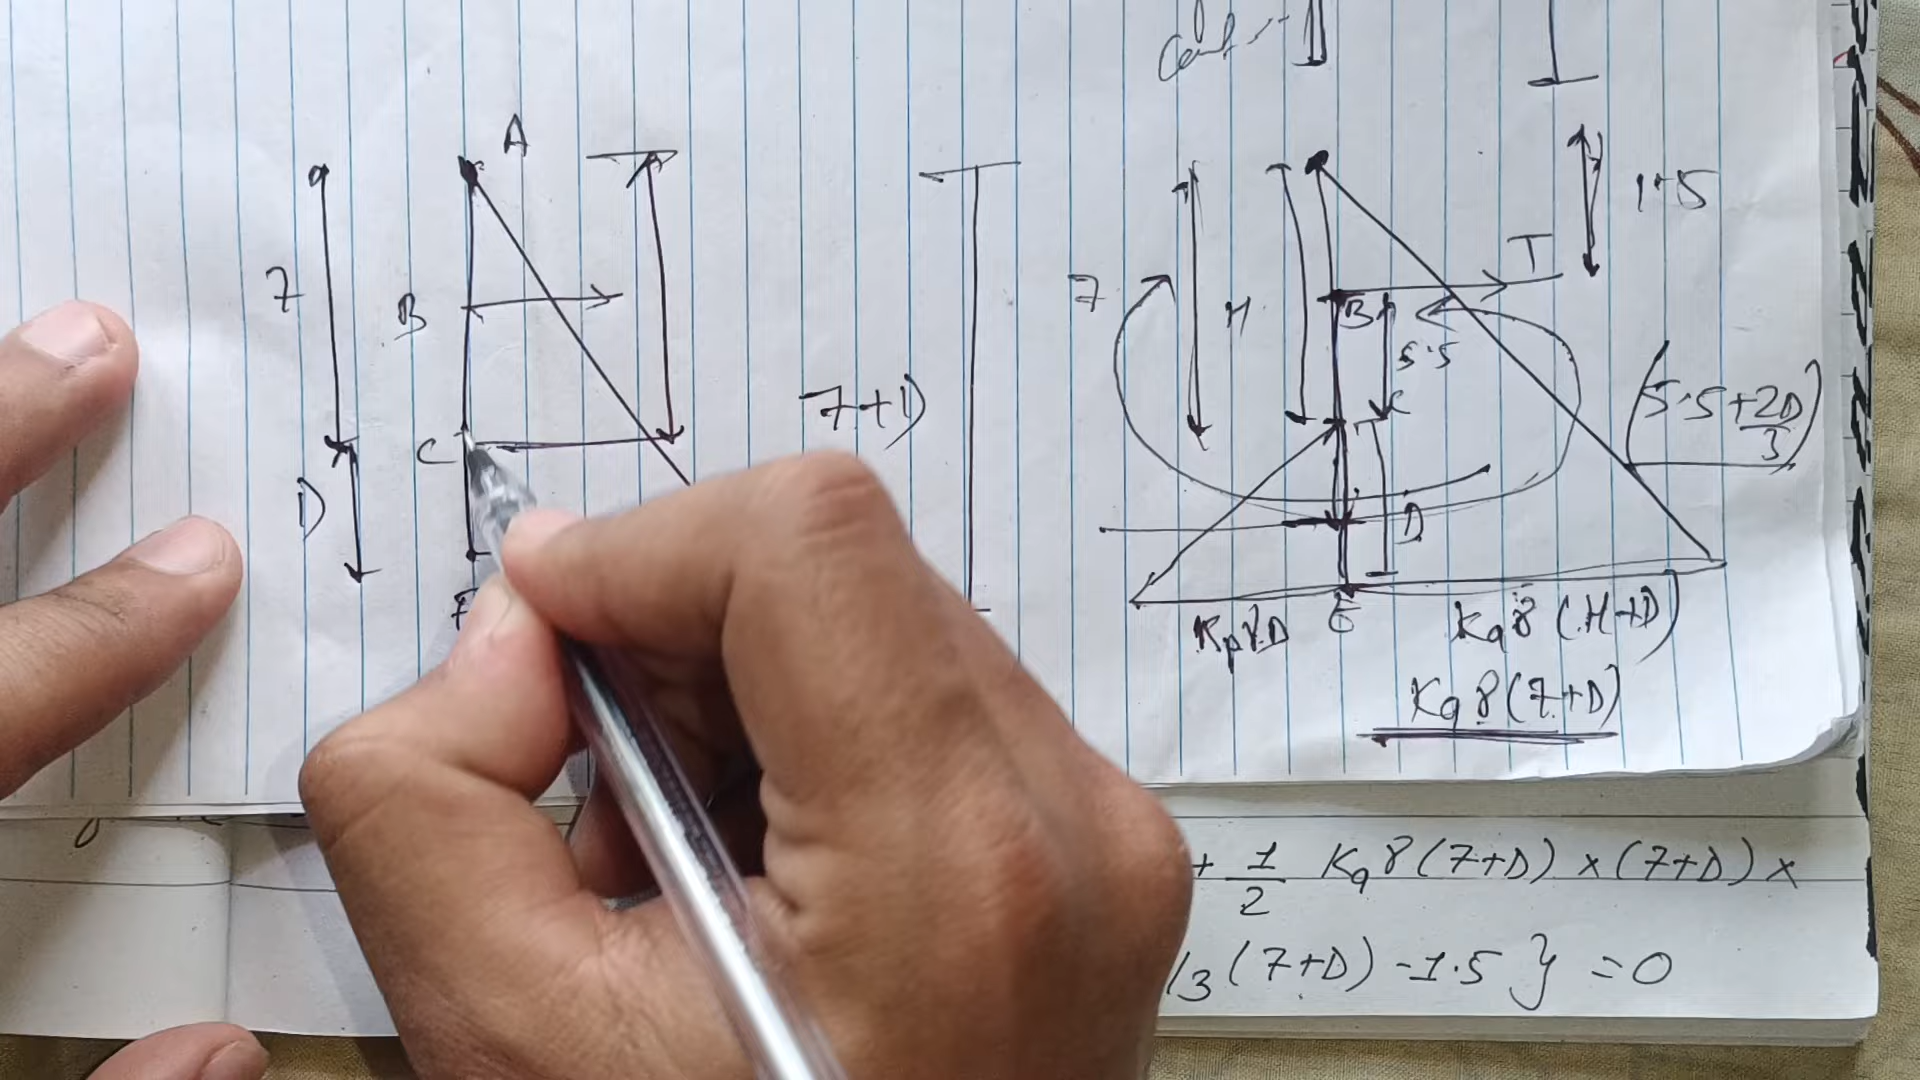 A
7
B
C
D
7+D
1.5
T
7
H
B
5.5
C
(5.5+2D/3)
D
KpγD
E
Kaγ(H+D)
Kaγ(7+D)
+ 1/2 Kaγ(7+D)×(7+D)×
/3(7+D)-1.5} =0